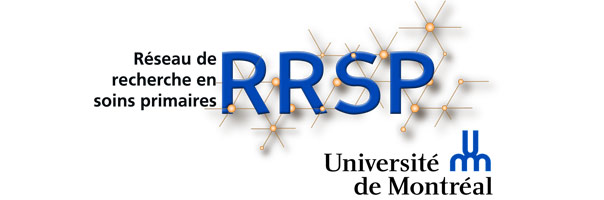 Réseau de
recherche en
soins primaires
RRSP
Université
de Montréal